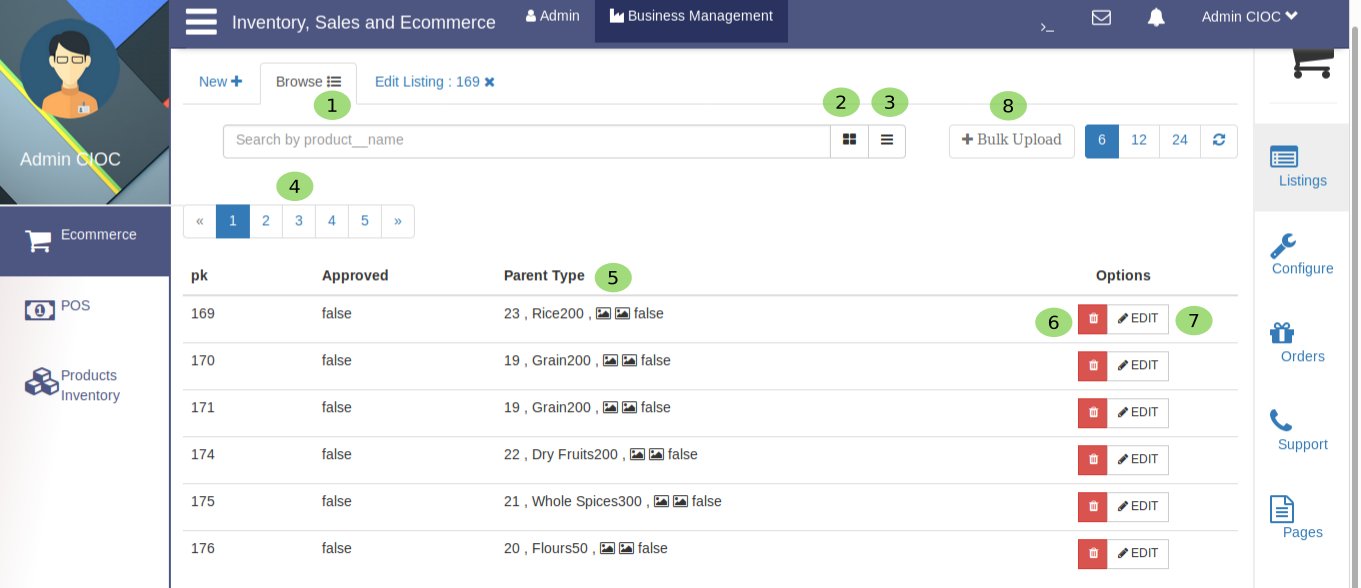 Inventory, Sales and Ecommerce Admin Business Management >_ Admin CIOC
Admin CIOC
Ecommerce
POS
Products
Inventory
New Browse Edit Listing : 169
1 2 3 8
Search by product__name Bulk Upload 6 12 24
4
« 1 2 3 4 5 »
pk Approved Parent Type 5 Options
169 false 23 , Rice200 , false 6 EDIT 7
170 false 19 , Grain200 , false EDIT
171 false 19 , Grain200 , false EDIT
174 false 22 , Dry Fruits200 , false EDIT
175 false 21 , Whole Spices300 , false EDIT
176 false 20 , Flours50 , false EDIT
Listings
Configure
Orders
Support
Pages